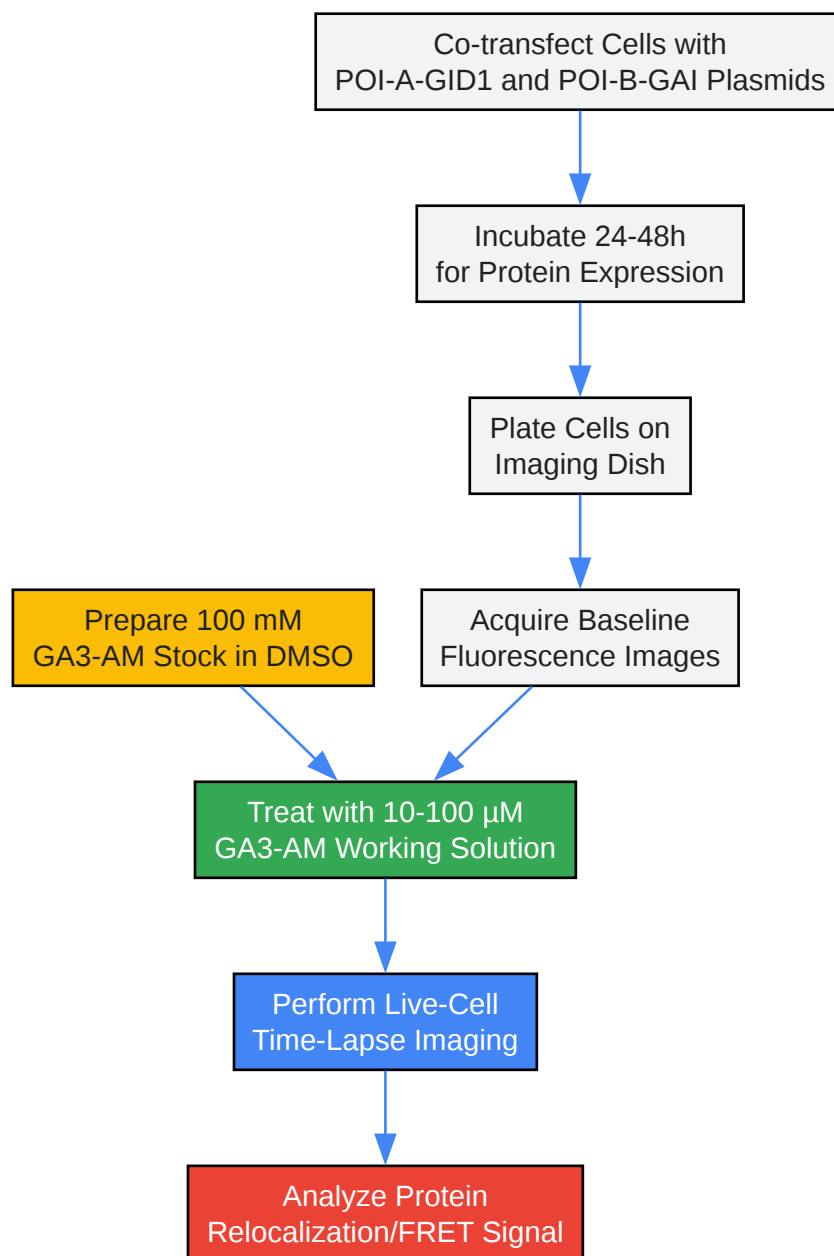 Co-transfect Cells with
POI-A-GID1 and POI-B-GAI Plasmids
Incubate 24-48h
for Protein Expression
Plate Cells on
Imaging Dish
Prepare 100 mM
GA3-AM Stock in DMSO
Acquire Baseline
Fluorescence Images
Treat with 10-100 µM
GA3-AM Working Solution
Perform Live-Cell
Time-Lapse Imaging
Analyze Protein
Relocalization/FRET Signal